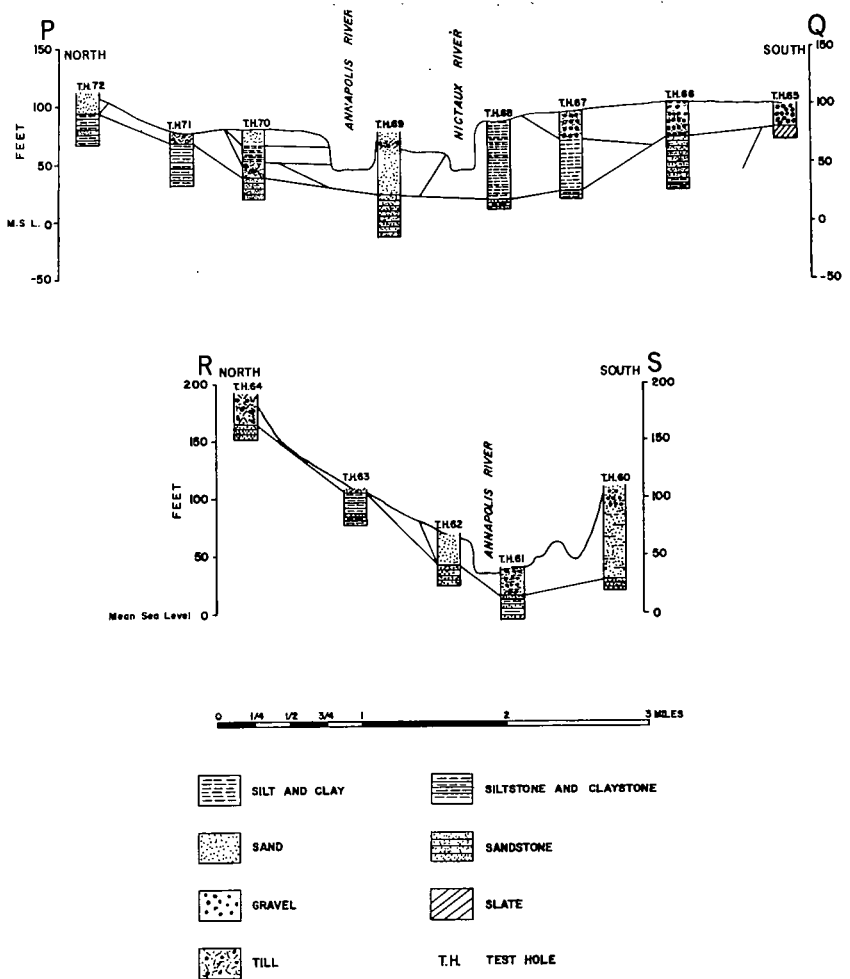 P
Q
NORTH
SOUTH
ANNAPOLIS RIVER
NICTAUX RIVER
150
100
50
0
-50
FEET
M.S.L.
150
100
50
0
-50
T.H.72
T.H.71
T.H.70
T.H.69
T.H.68
T.H.67
T.H.66
T.H.65
R
NORTH
SOUTH
S
200
150
100
50
0
FEET
Mean Sea Level
200
150
100
50
0
T.H.64
T.H.63
T.H.62
ANNAPOLIS RIVER
T.H.61
T.H.60
0 1/4 1/2 3/4 1 2 3 MILES
SILT AND CLAY
SILTSTONE AND CLAYSTONE
SAND
SANDSTONE
GRAVEL
SLATE
TILL
T.H. TEST HOLE